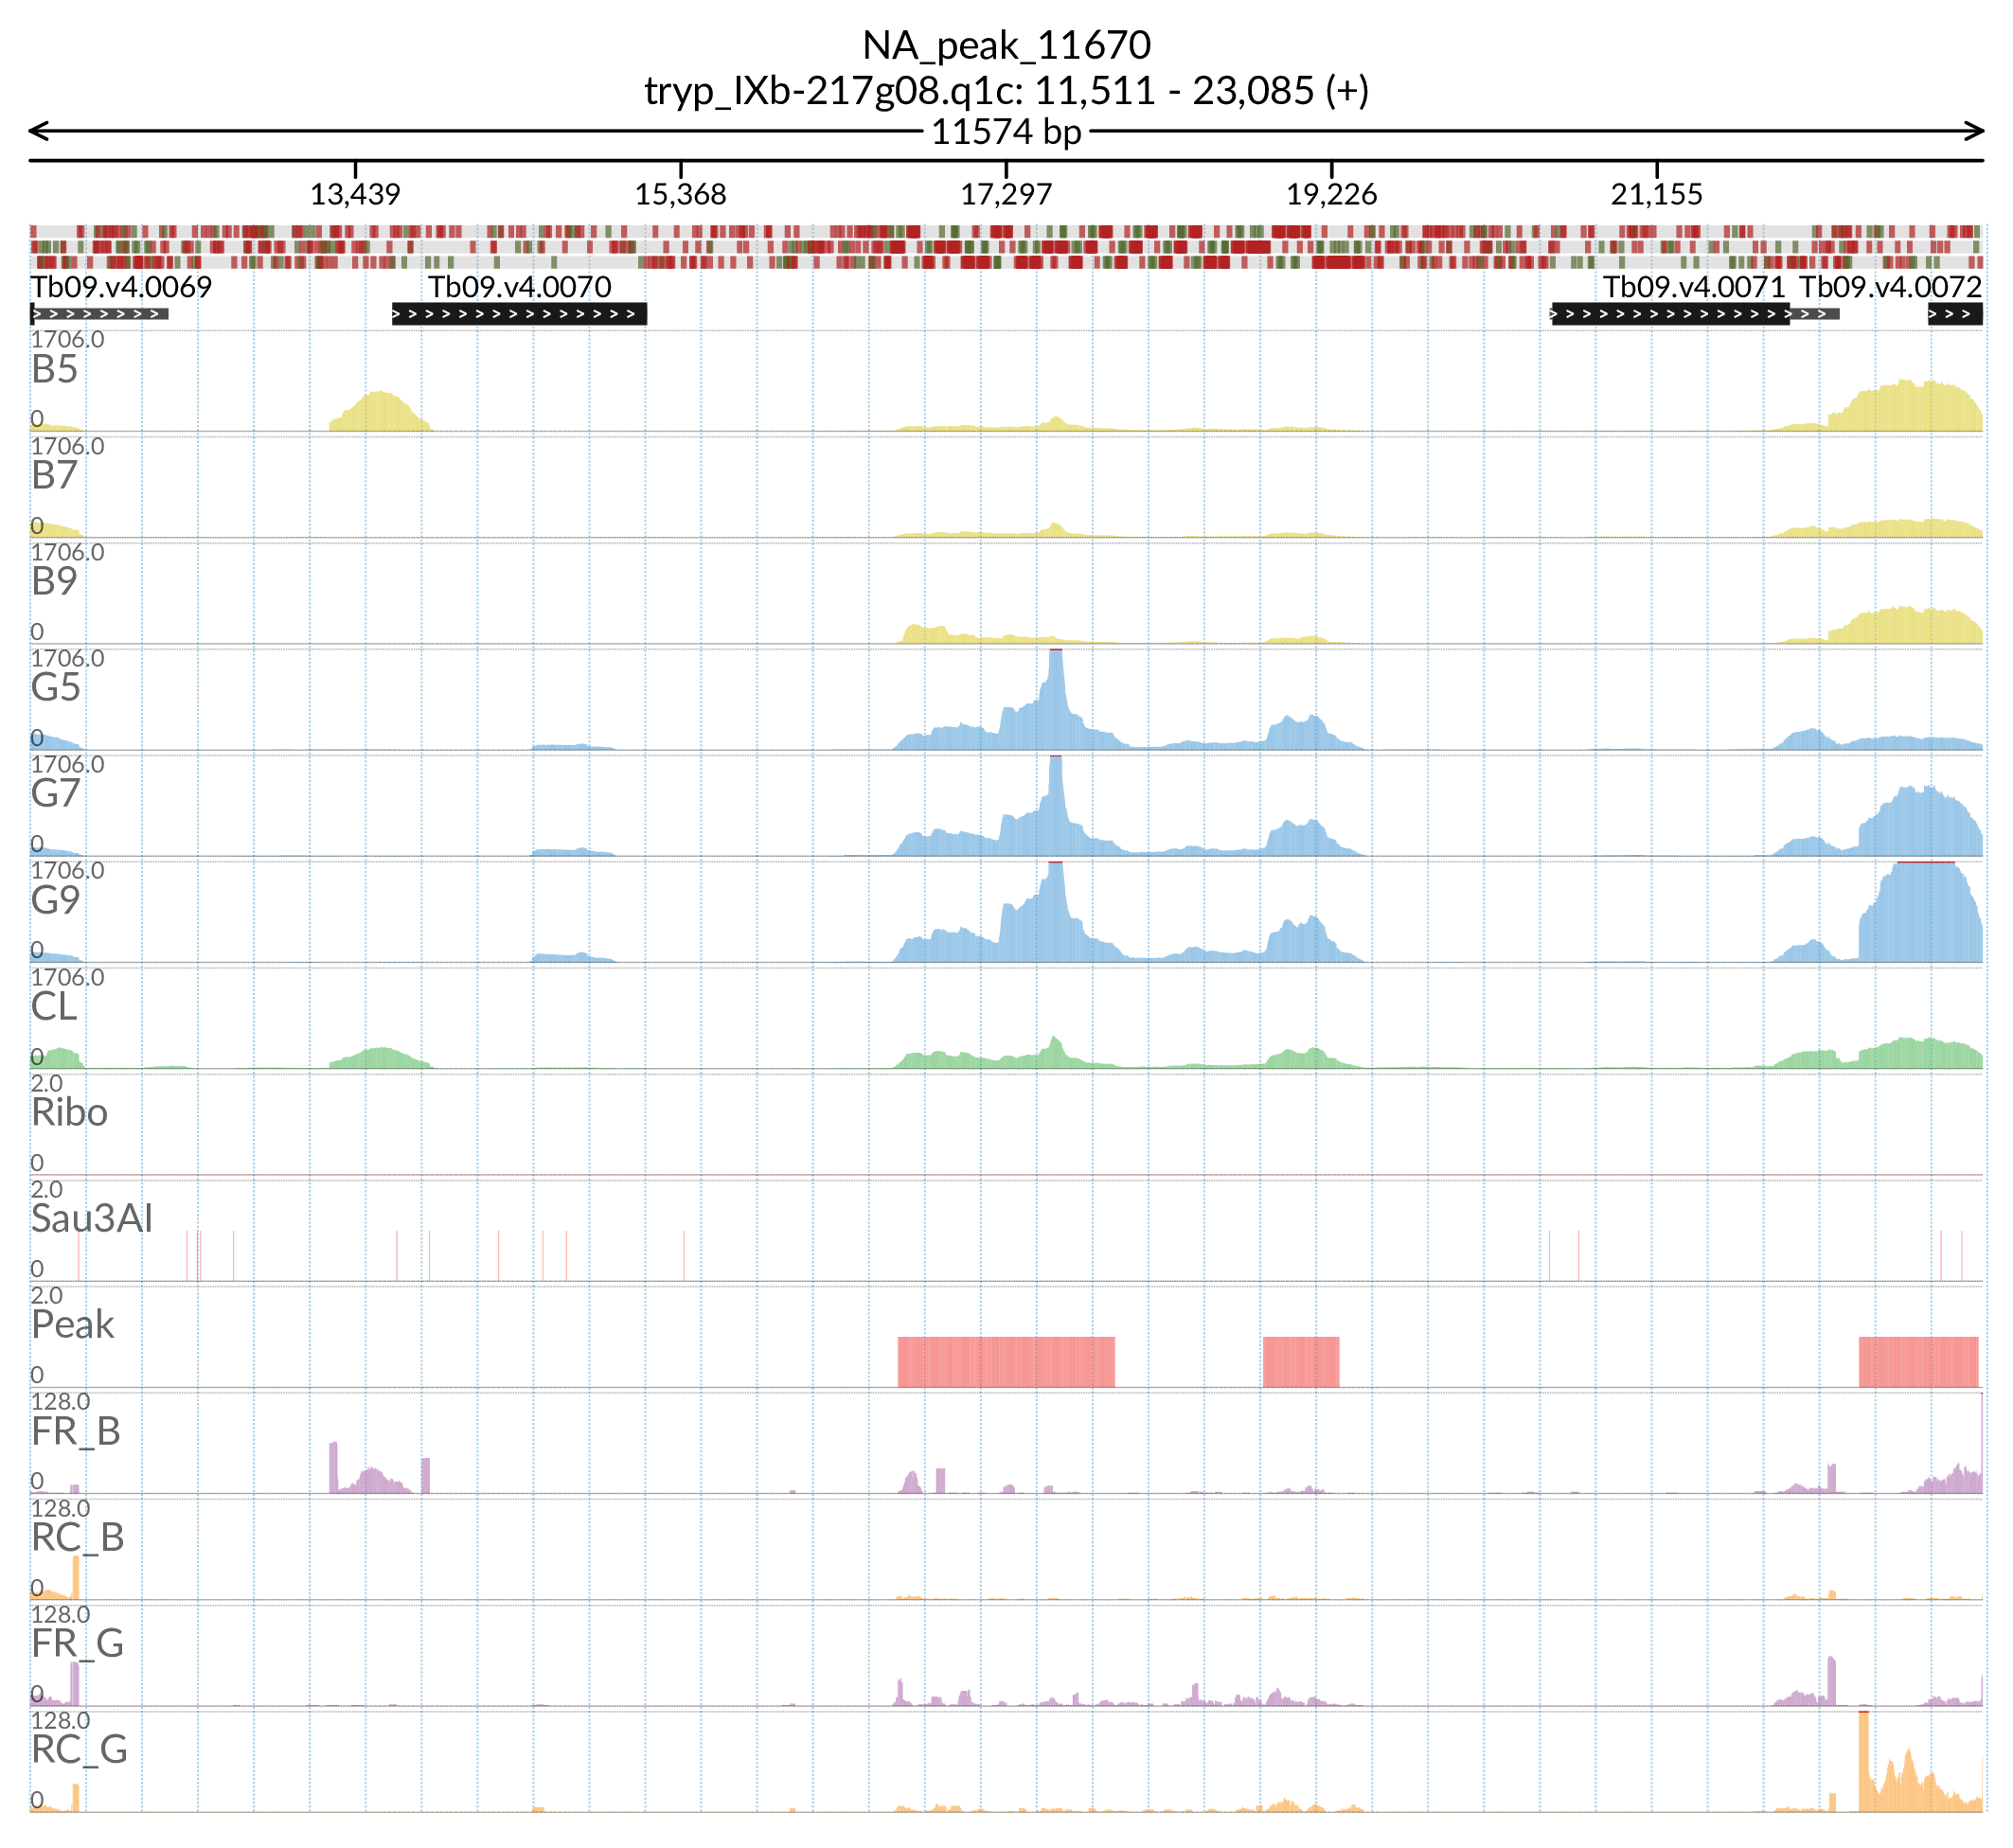 NA_peak_11670
tryp_IXb-217g08.q1c: 11,511 - 23,085 (+)
11574 bp
13,439 15,368 17,297 19,226 21,155
Tb09.v4.0069 Tb09.v4.0070 Tb09.v4.0071 Tb09.v4.0072
1706.0
B5
0
1706.0
B7
0
1706.0
B9
0
1706.0
G5
0
1706.0
G7
0
1706.0
G9
0
1706.0
CL
0
2.0
Ribo
0
2.0
Sau3AI
0
2.0
Peak
0
128.0
FR_B
0
128.0
RC_B
0
128.0
FR_G
0
128.0
RC_G
0